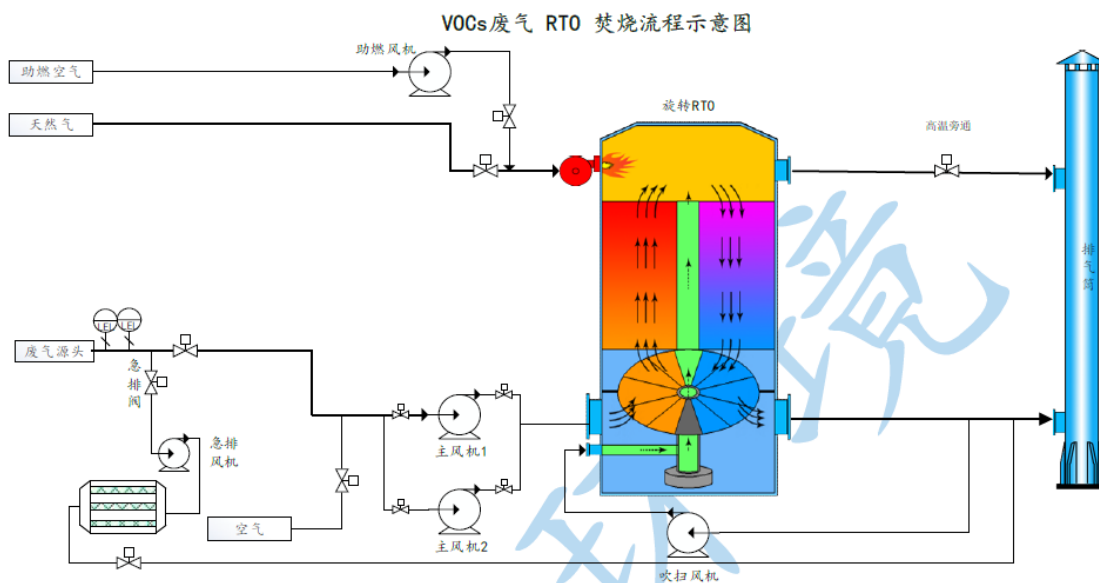 VOCs废气 RTO 焚烧流程示意图
助燃风机
助燃空气
天然气
旋转RTO
高温旁通
排气筒
LEL
LEL
废气源头
急排阀
急排风机
主风机1
空气
主风机2
吹扫风机
环境